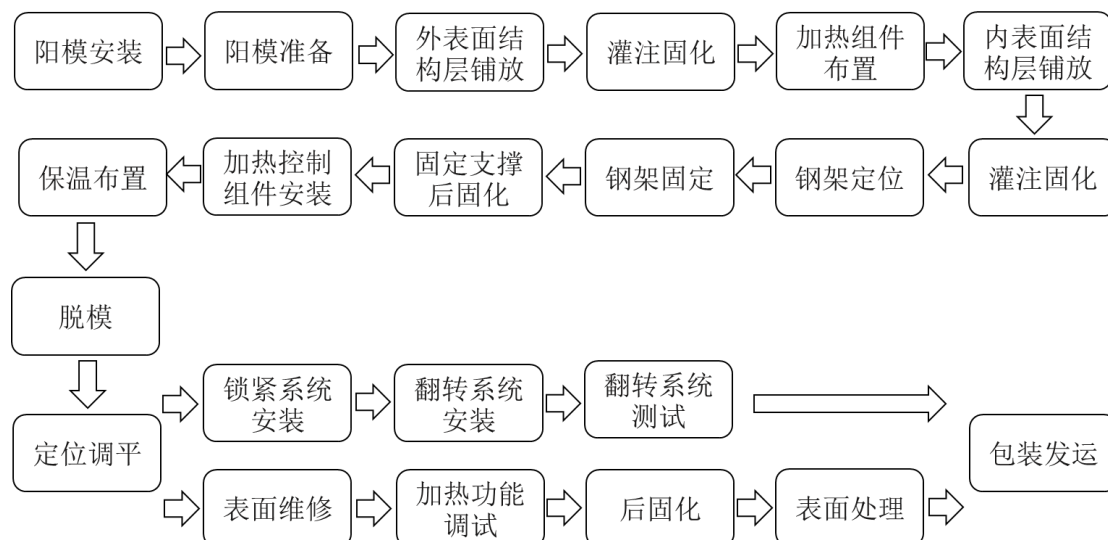 阳模安装
阳模准备
外表面结
构层铺放
灌注固化
加热组件
布置
内表面结
构层铺放
灌注固化
钢架定位
钢架固定
固定支撑
后固化
加热控制
组件安装
保温布置
脱模
定位调平
锁紧系统
安装
翻转系统
安装
翻转系统
测试
表面维修
加热功能
调试
后固化
表面处理
包装发运